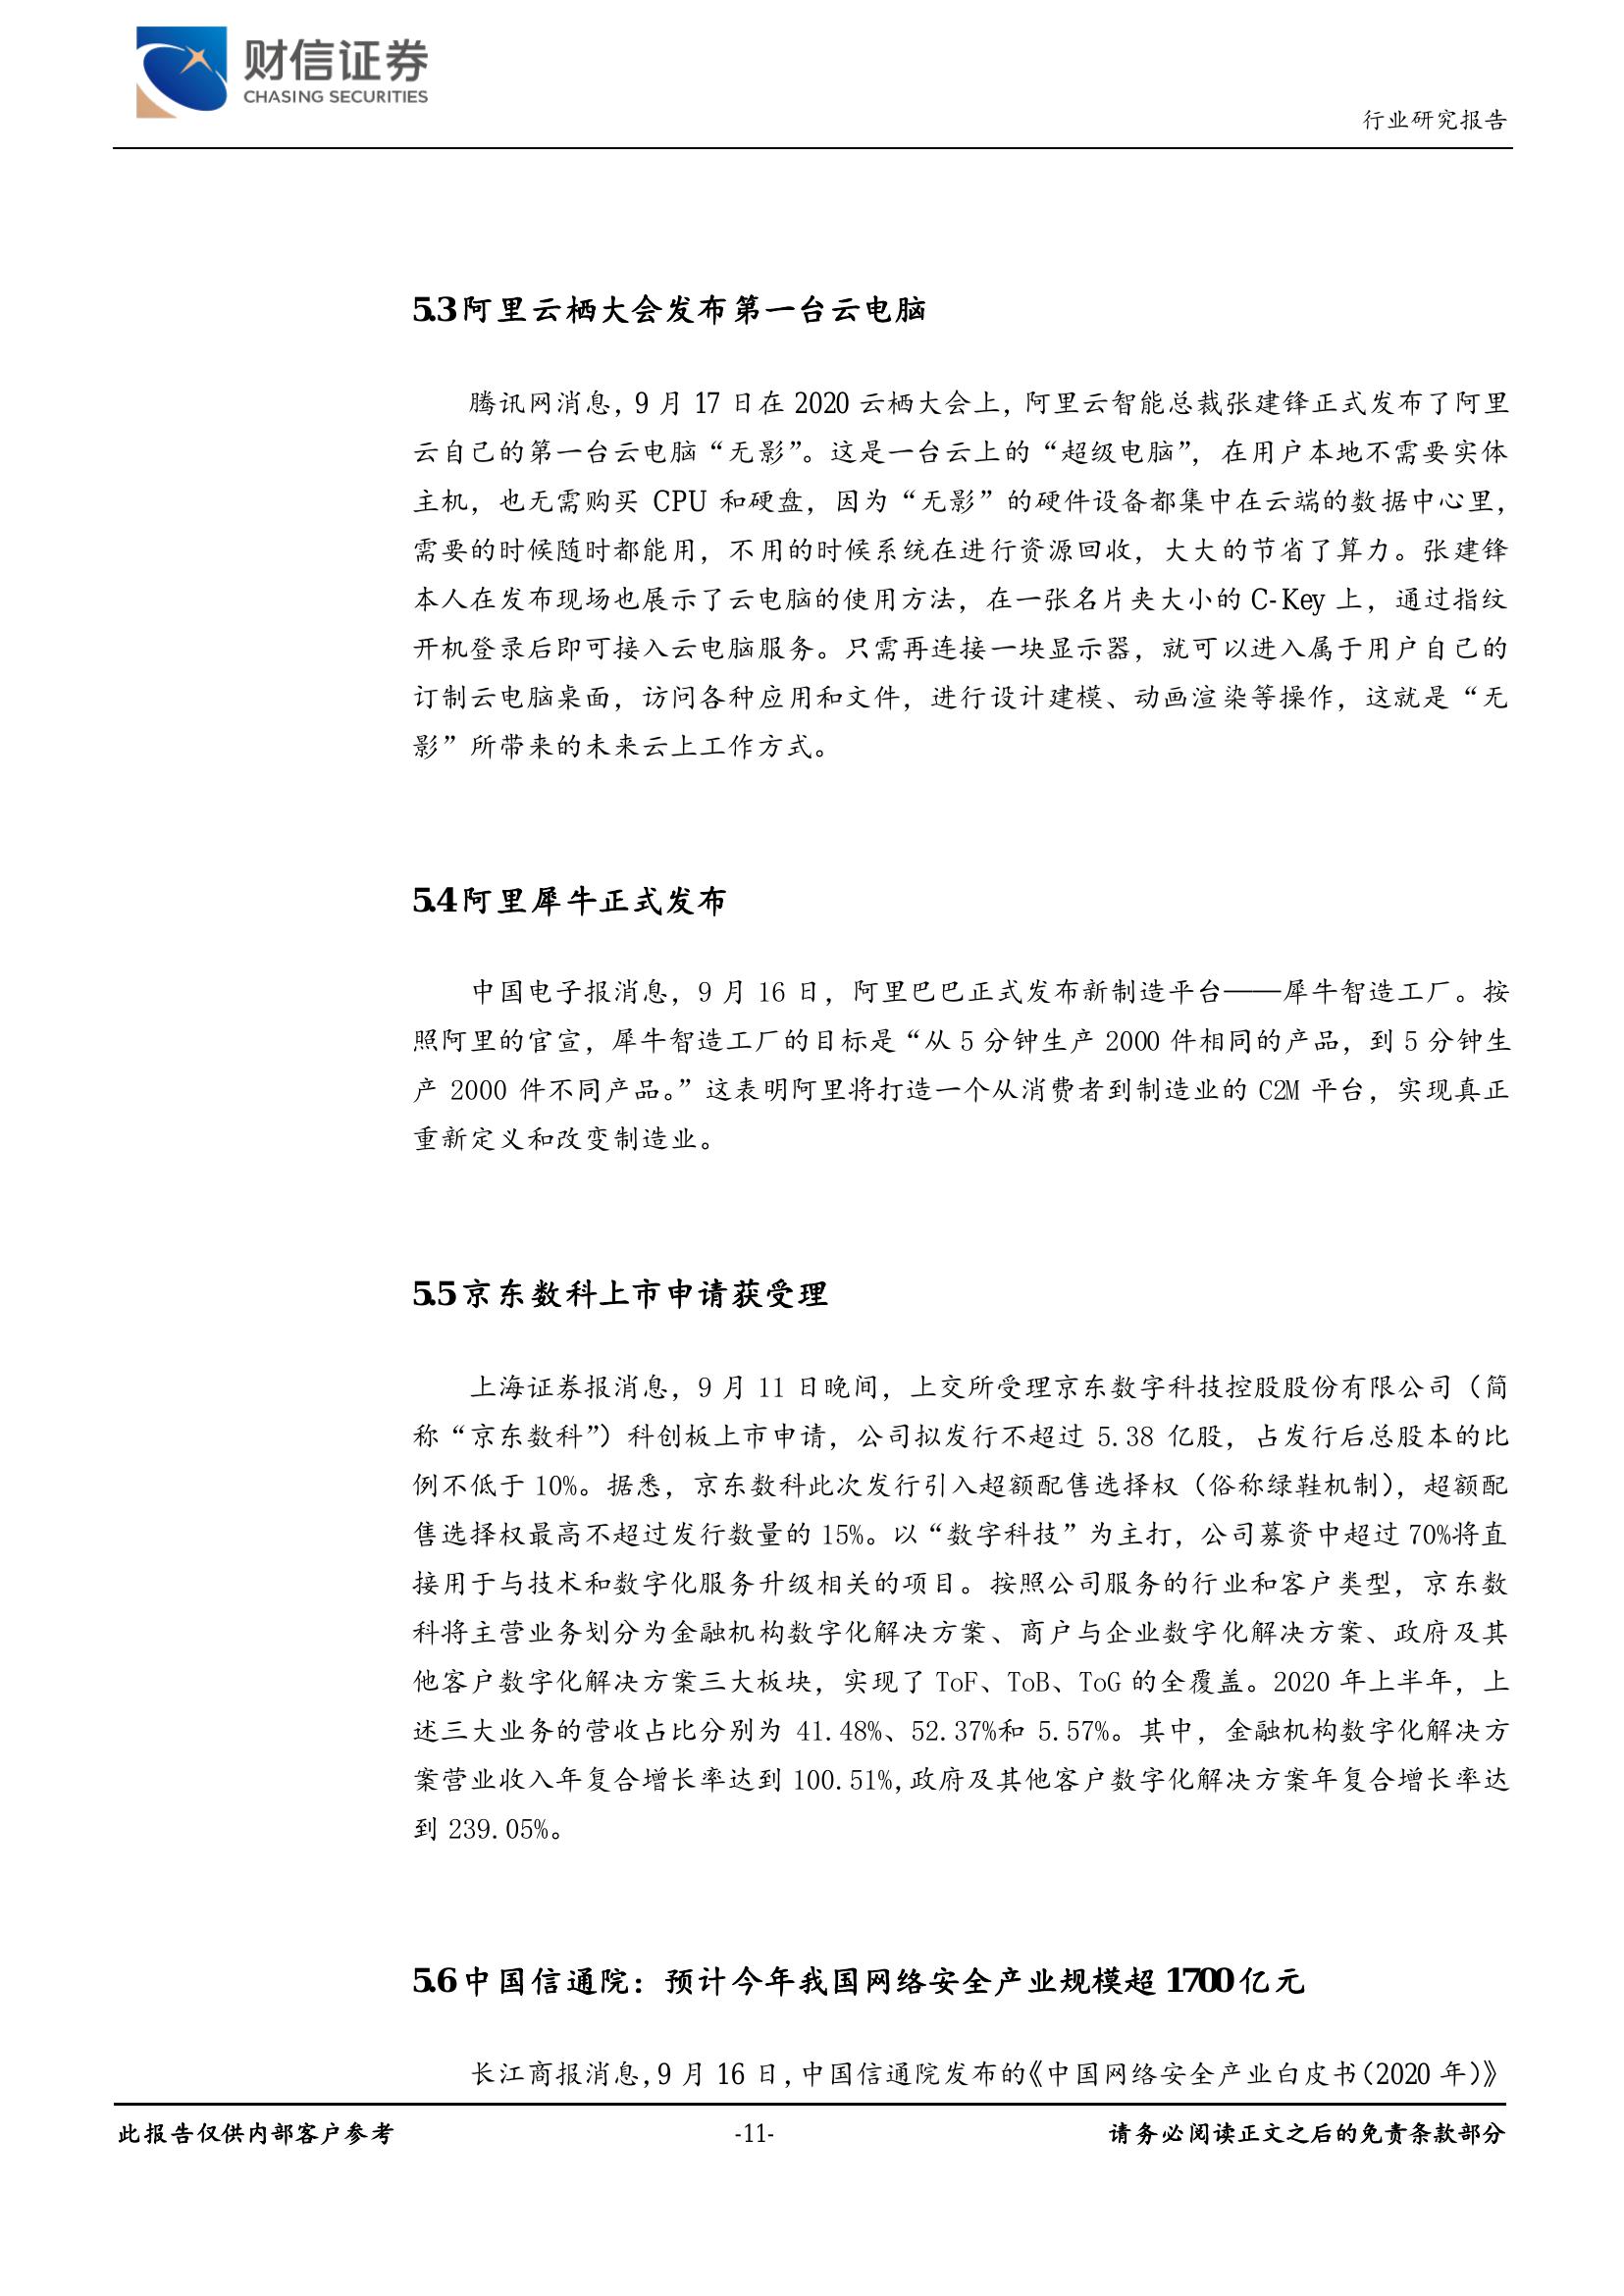 财信证券
CHASING SECURITIES
行业研究报告
5.3 阿里云栖大会发布第一台云电脑
腾讯网消息，9 月 17 日在 2020 云栖大会上，阿里云智能总裁张建锋正式发布了阿里
云自己的第一台云电脑“无影”。这是一台云上的“超级电脑”，在用户本地不需要实体
主机，也无需购买 CPU 和硬盘，因为“无影”的硬件设备都集中在云端的数据中心里，
需要的时候随时都能用，不用的时候系统在进行资源回收，大大的节省了算力。张建锋
本人在发布现场也展示了云电脑的使用方法，在一张名片夹大小的 C-Key 上，通过指纹
开机登录后即可接入云电脑服务。只需再连接一块显示器，就可以进入属于用户自己的
订制云电脑桌面，访问各种应用和文件，进行设计建模、动画渲染等操作，这就是“无
影”所带来的未来云上工作方式。
5.4 阿里犀牛正式发布
中国电子报消息，9 月 16 日，阿里巴巴正式发布新制造平台——犀牛智造工厂。按
照阿里的官宣，犀牛智造工厂的目标是“从 5 分钟生产 2000 件相同的产品，到 5 分钟生
产 2000 件不同产品。”这表明阿里将打造一个从消费者到制造业的 C2M 平台，实现真正
重新定义和改变制造业。
5.5 京东数科上市申请获受理
上海证券报消息，9 月 11 日晚间，上交所受理京东数字科技控股股份有限公司（简
称“京东数科”）科创板上市申请，公司拟发行不超过 5.38 亿股，占发行后总股本的比
例不低于 10%。据悉，京东数科此次发行引入超额配售选择权（俗称绿鞋机制），超额配
售选择权最高不超过发行数量的 15%。以“数字科技”为主打，公司募资中超过 70%将直
接用于与技术和数字化服务升级相关的项目。按照公司服务的行业和客户类型，京东数
科将主营业务划分为金融机构数字化解决方案、商户与企业数字化解决方案、政府及其
他客户数字化解决方案三大板块，实现了 ToF、ToB、ToG 的全覆盖。2020 年上半年，上
述三大业务的营收占比分别为 41.48%、52.37%和 5.57%。其中，金融机构数字化解决方
案营业收入年复合增长率达到 100.51%,政府及其他客户数字化解决方案年复合增长率达
到 239.05%。
5.6 中国信通院：预计今年我国网络安全产业规模超 1700 亿元
长江商报消息，9 月 16 日，中国信通院发布的《中国网络安全产业白皮书（2020 年）》
此报告仅供内部客户参考
-11-
请务必阅读正文之后的免责条款部分